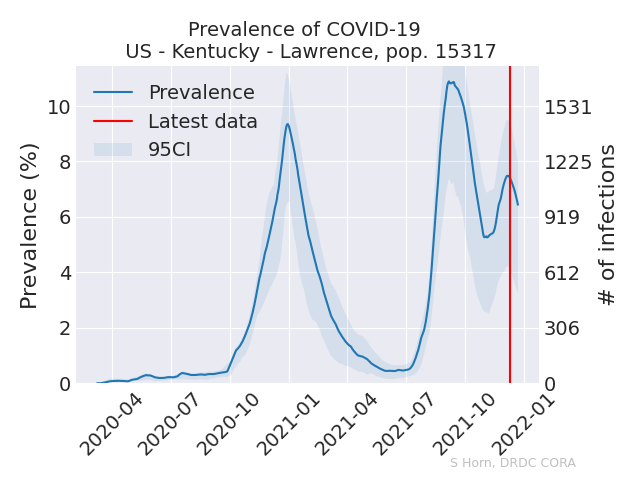 Prevalence of COVID-19
US - Kentucky - Lawrence, pop. 15317
Prevalence
Latest data
95CI
Prevalence (%)
10
8
6
4
2
0
1531
1225
919
612
306
0
# of infections
2020-04
2020-07
2020-10
2021-01
2021-04
2021-07
2021-10
2022-01
S Horn, DRDC CORA